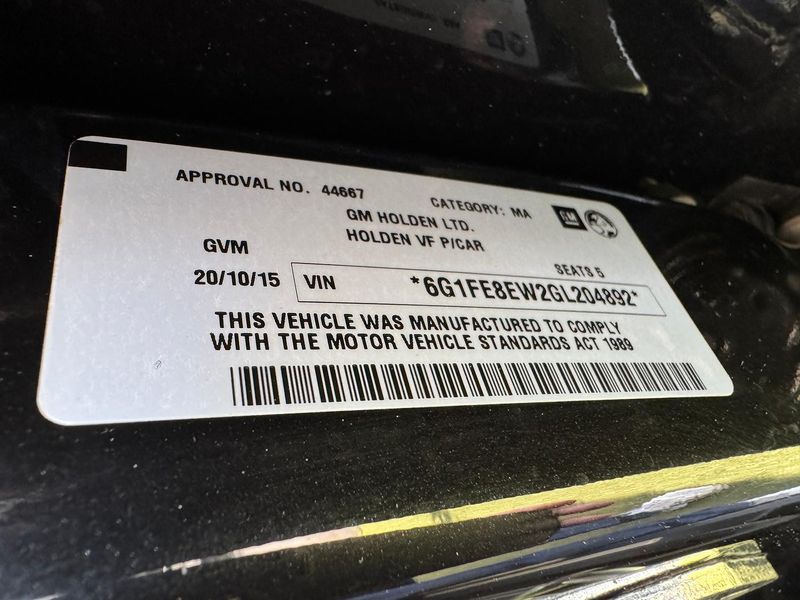 APPROVAL NO. 44667
CATEGORY: MA
GM
GM HOLDEN LTD.
HOLDEN VF P/CAR
GVM
SEATS 5
20/10/15
VIN
*6G1FE8EW2GL204892*
THIS VEHICLE WAS MANUFACTURED TO COMPLY
WITH THE MOTOR VEHICLE STANDARDS ACT 1989